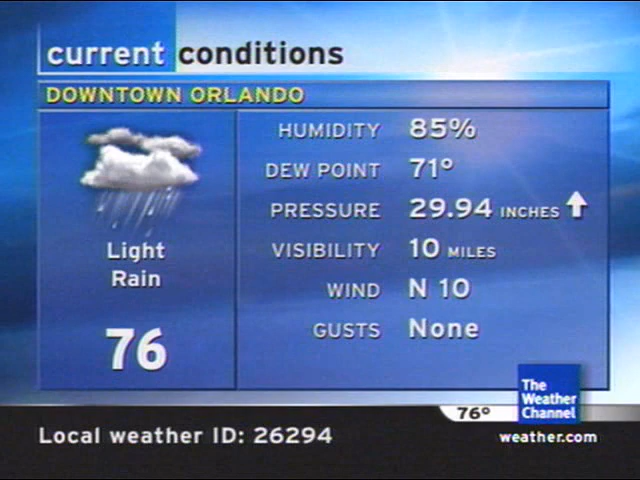 current conditions
DOWNTOWN ORLANDO
Light
Rain
76
HUMIDITY 85%
DEW POINT 71°
PRESSURE 29.94 INCHES
VISIBILITY 10 MILES
WIND N 10
GUSTS None
76°
The
Weather
Channel
Local weather ID: 26294
weather.com